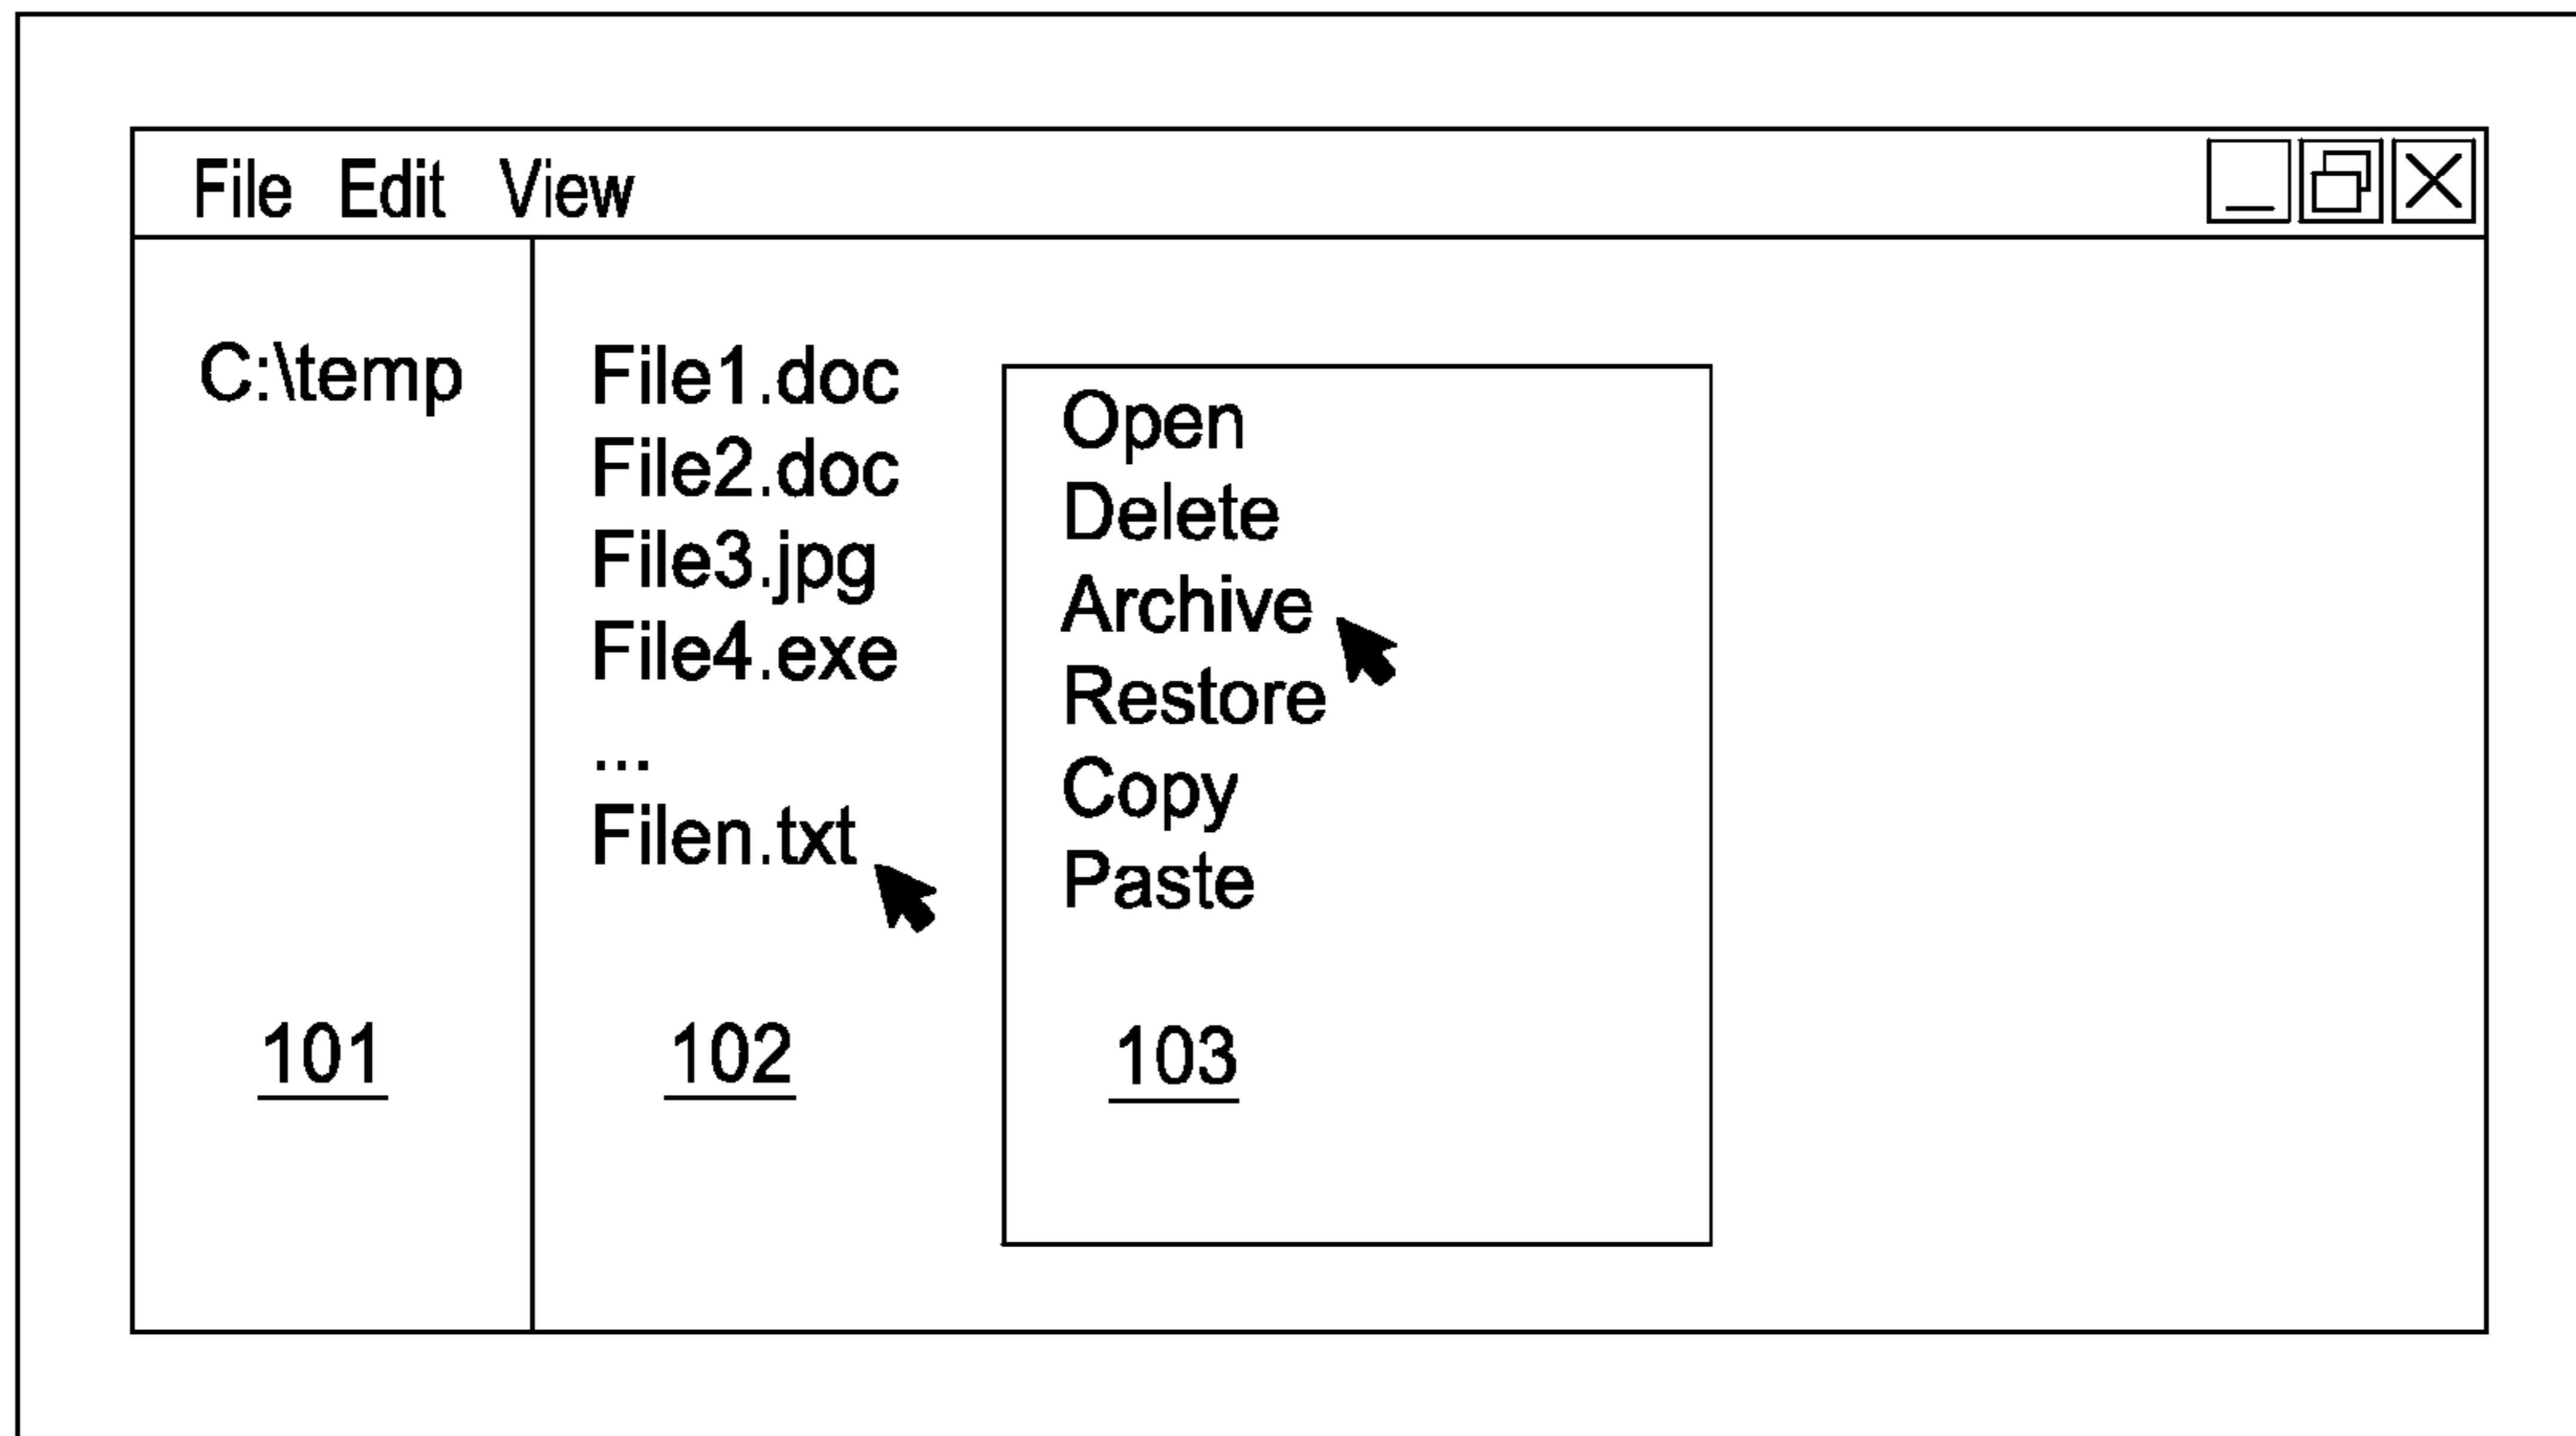 File Edit View
C:\temp
File1.doc
File2.doc
File3.jpg
File4.exe
...
Filen.txt
Open
Delete
Archive
Restore
Copy
Paste
101
102
103